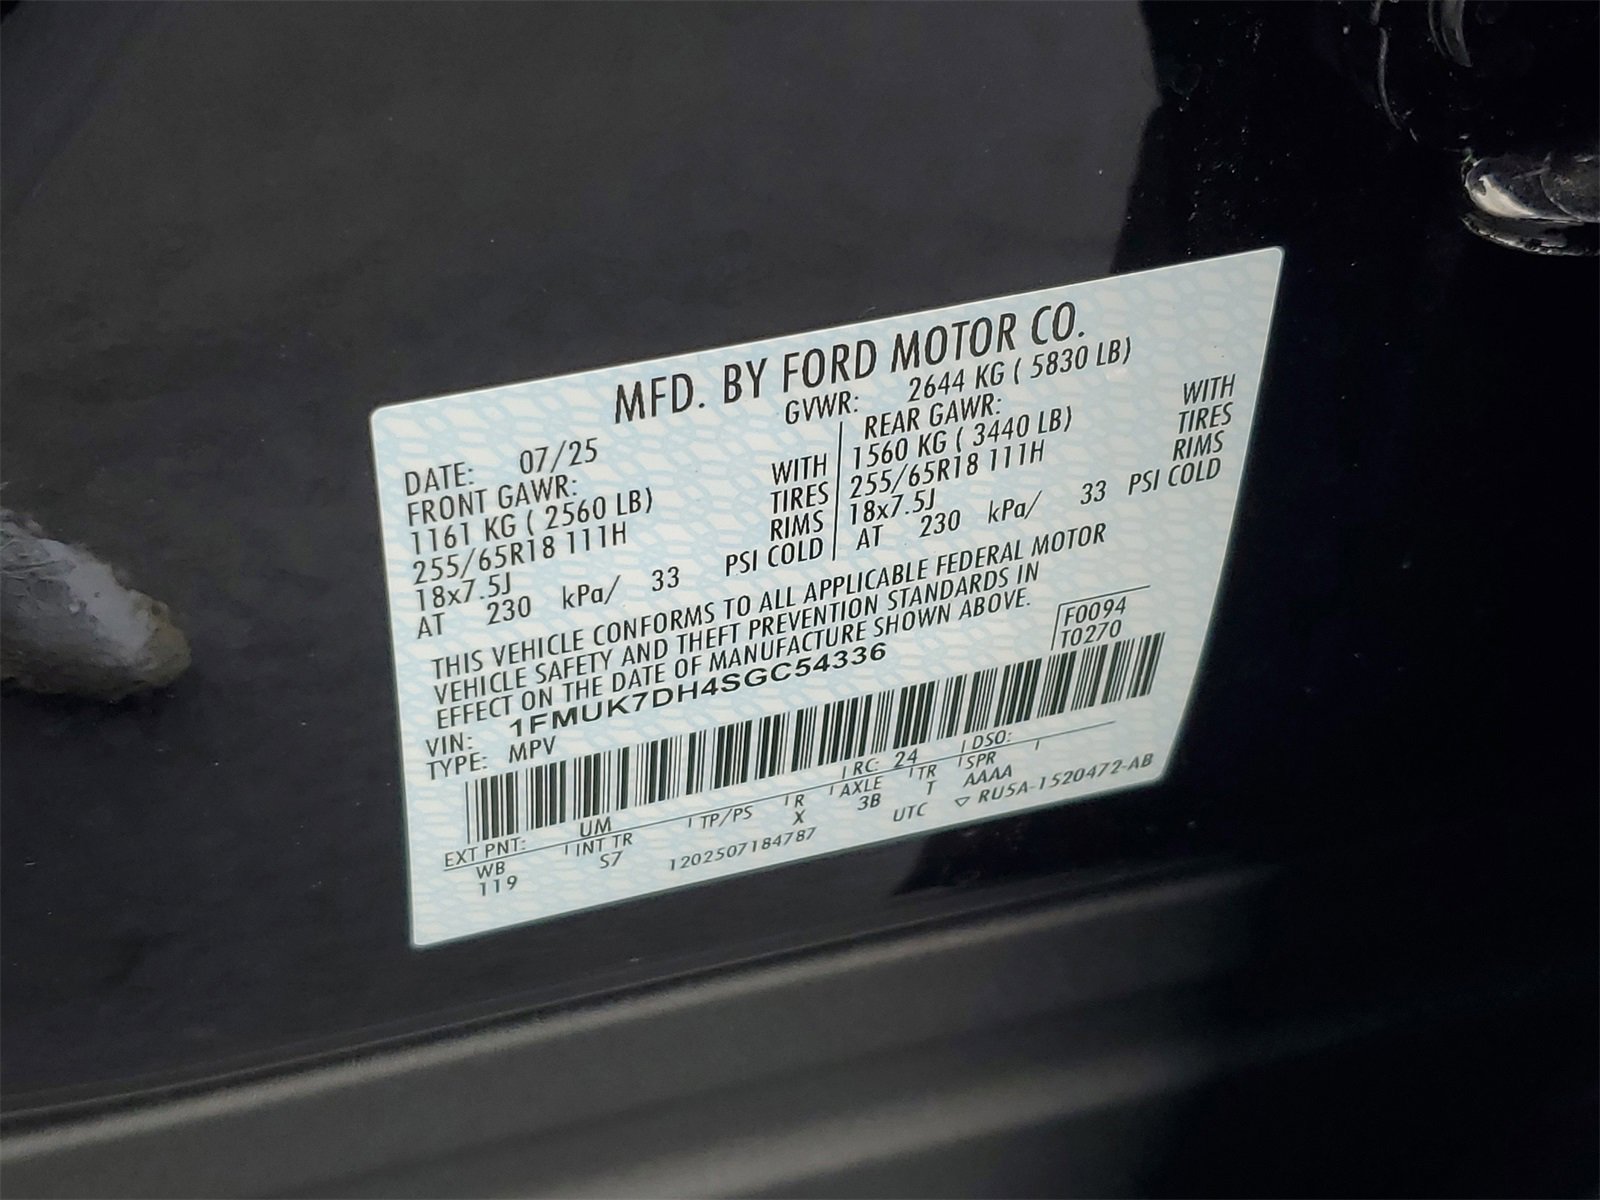 MFD. BY FORD MOTOR CO.
DATE: 07/25 GVWR: 2644 KG ( 5830 LB)
FRONT GAWR: REAR GAWR:
1161 KG ( 2560 LB) WITH 1560 KG ( 3440 LB) WITH
255/65R18 111H TIRES 255/65R18 111H TIRES
18x7.5J RIMS 18x7.5J RIMS
AT 230 kPa/ 33 PSI COLD AT 230 kPa/ 33 PSI COLD
THIS VEHICLE CONFORMS TO ALL APPLICABLE FEDERAL MOTOR
VEHICLE SAFETY AND THEFT PREVENTION STANDARDS IN
EFFECT ON THE DATE OF MANUFACTURE SHOWN ABOVE.
VIN: 1FMUK7DH4SGC54336 F0094
TYPE: MPV T0270
EXT PNT: UM RC: 24 DSO:
WB INT TR TP/PS R AXLE TR SPR
119 S7 X 3B T AAAA
1202507184787 UTC ▽ RU5A-1520472-AB